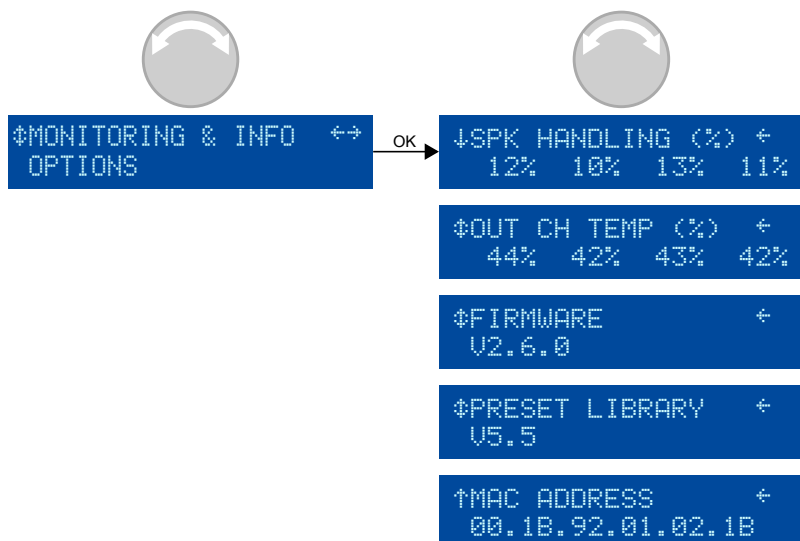 ↕MONITORING & INFO ←→
OPTIONS
OK
↓SPK HANDLING (%) ←
12% 10% 13% 11%
↕OUT CH TEMP (%) ←
44% 42% 43% 42%
↕FIRMWARE ←
V2.6.0
↕PRESET LIBRARY ←
V5.5
↑MAC ADDRESS ←
00.1B.92.01.02.1B